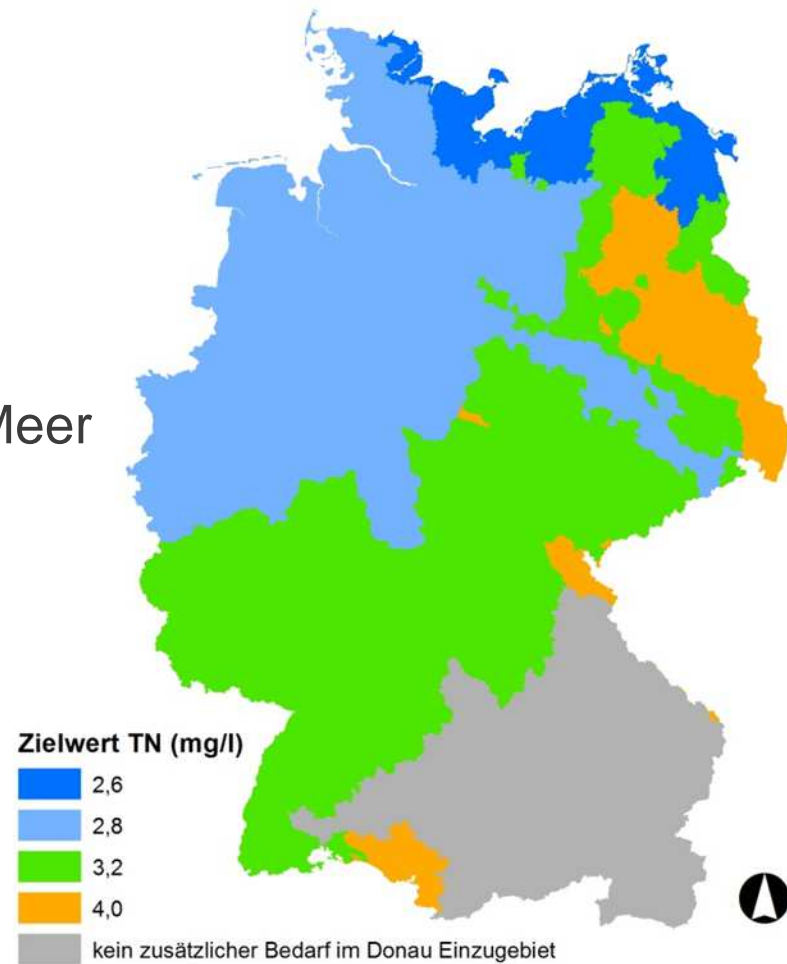 Meer
Zielwert TN (mg/l)
2,6
2,8
3,2
4,0
kein zusätzlicher Bedarf im Donau Einzugebiet